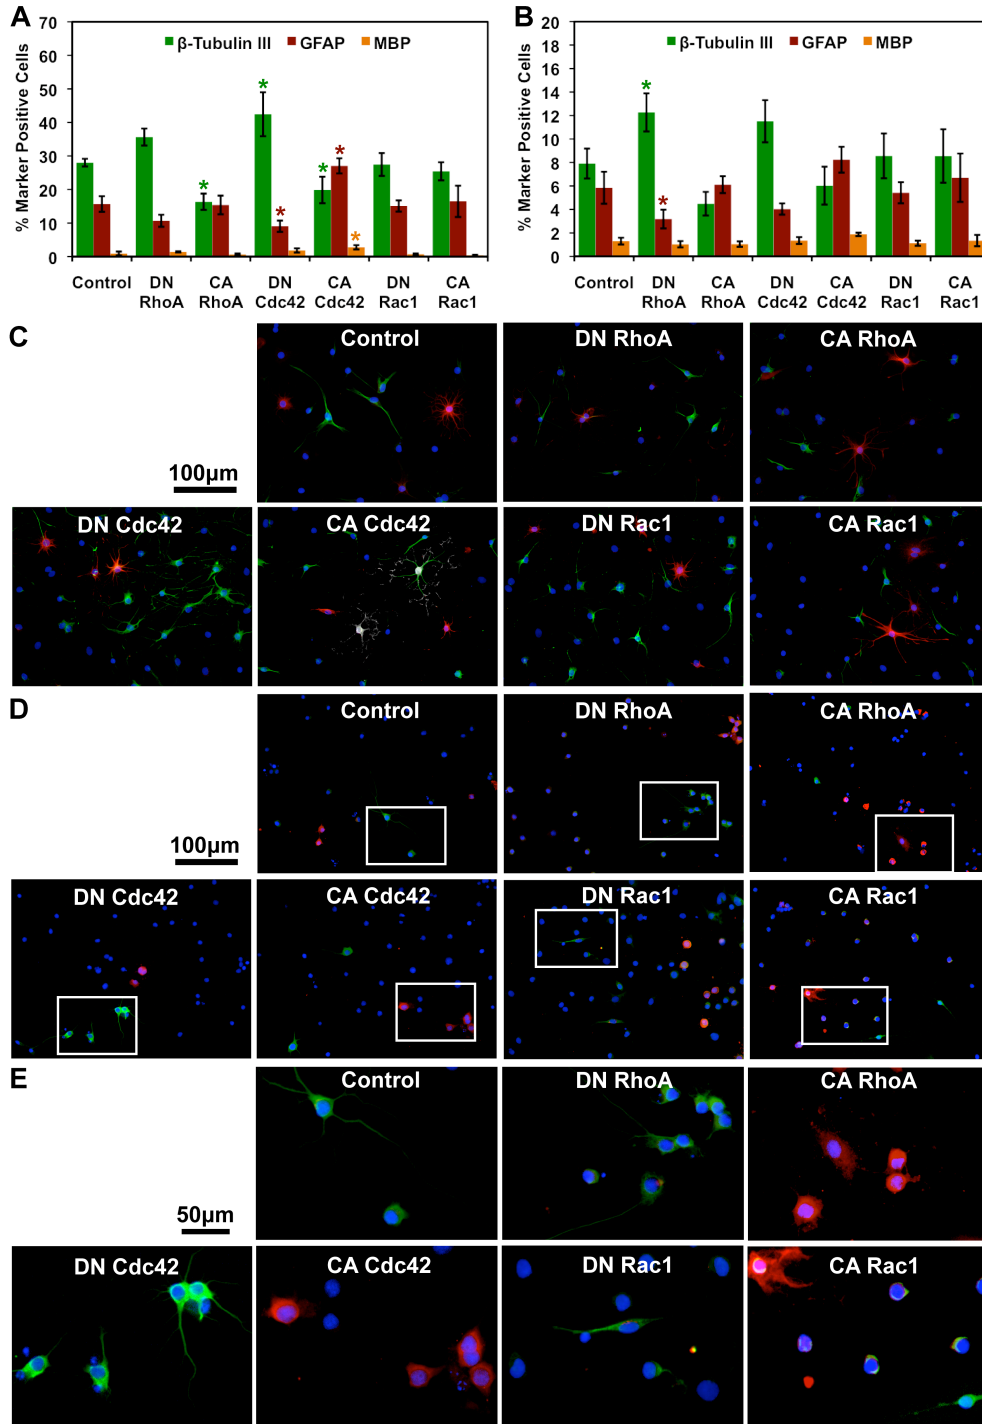 A
B
% Marker Positive Cells
70
60
50
40
30
20
10
0
β-Tubulin III GFAP MBP
* * * * * *
Control DN RhoA CA RhoA DN Cdc42 CA Cdc42 DN Rac1 CA Rac1
% Marker Positive Cells
20
18
16
14
12
10
8
6
4
2
0
β-Tubulin III GFAP MBP
* *
Control DN RhoA CA RhoA DN Cdc42 CA Cdc42 DN Rac1 CA Rac1
C
Control DN RhoA CA RhoA
100µm
DN Cdc42 CA Cdc42 DN Rac1 CA Rac1
D
Control DN RhoA CA RhoA
100µm
DN Cdc42 CA Cdc42 DN Rac1 CA Rac1
E
Control DN RhoA CA RhoA
50µm
DN Cdc42 CA Cdc42 DN Rac1 CA Rac1